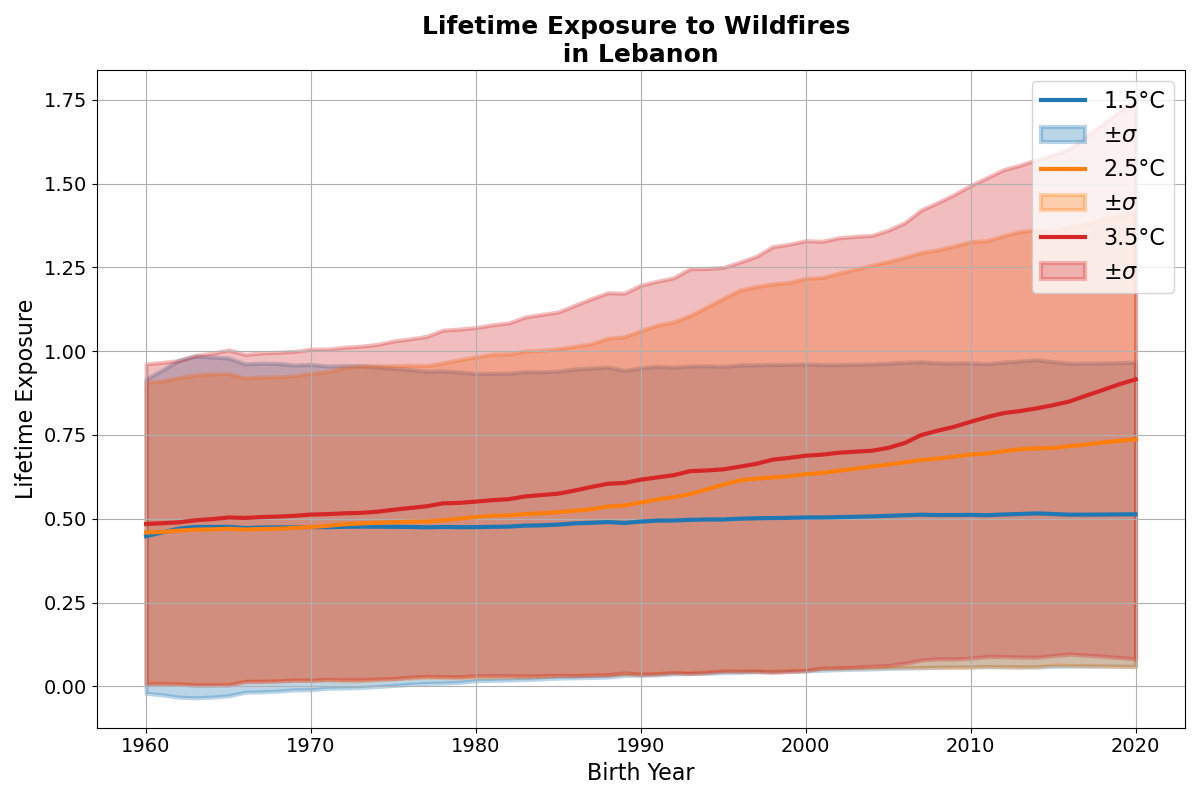 Lifetime Exposure to Wildfires
in Lebanon
Lifetime Exposure
1.75
1.50
1.25
1.00
0.75
0.50
0.25
0.00
1960 1970 1980 1990 2000 2010 2020
Birth Year
1.5°C
±σ
2.5°C
±σ
3.5°C
±σ